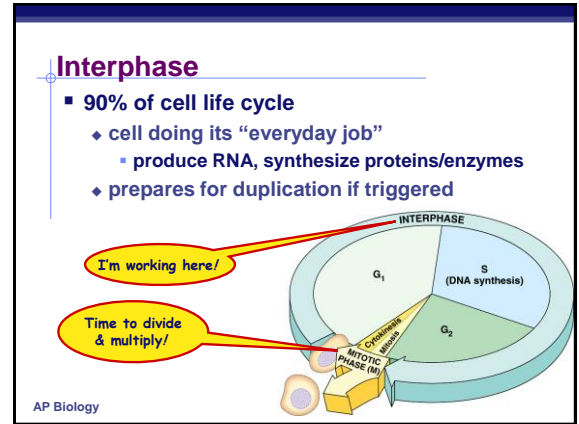 Interphase
90% of cell life cycle
cell doing its “everyday job”
produce RNA, synthesize proteins/enzymes
prepares for duplication if triggered
INTERPHASE
I’m working here!
G1
S
(DNA synthesis)
Time to divide
& multiply!
Cytokinesis
Mitosis
G2
MITOTIC
PHASE (M)
AP Biology